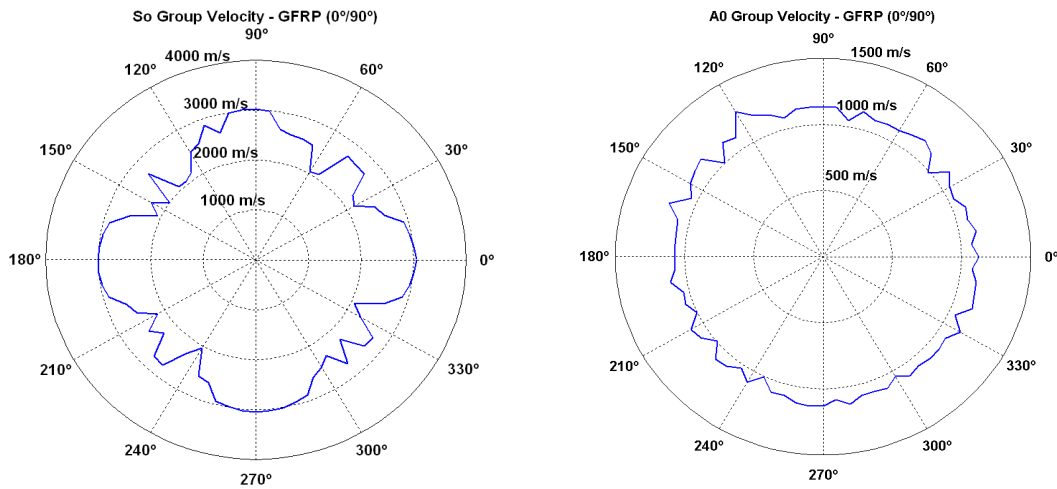 So Group Velocity - GFRP (0º/90º)
90º
4000 m/s
120º
60º
3000 m/s
150º
30º
2000 m/s
1000 m/s
180º
0º
210º
330º
240º
300º
270º
A0 Group Velocity - GFRP (0º/90º)
90º
1500 m/s
120º
60º
1000 m/s
150º
30º
500 m/s
180º
0º
210º
330º
240º
300º
270º